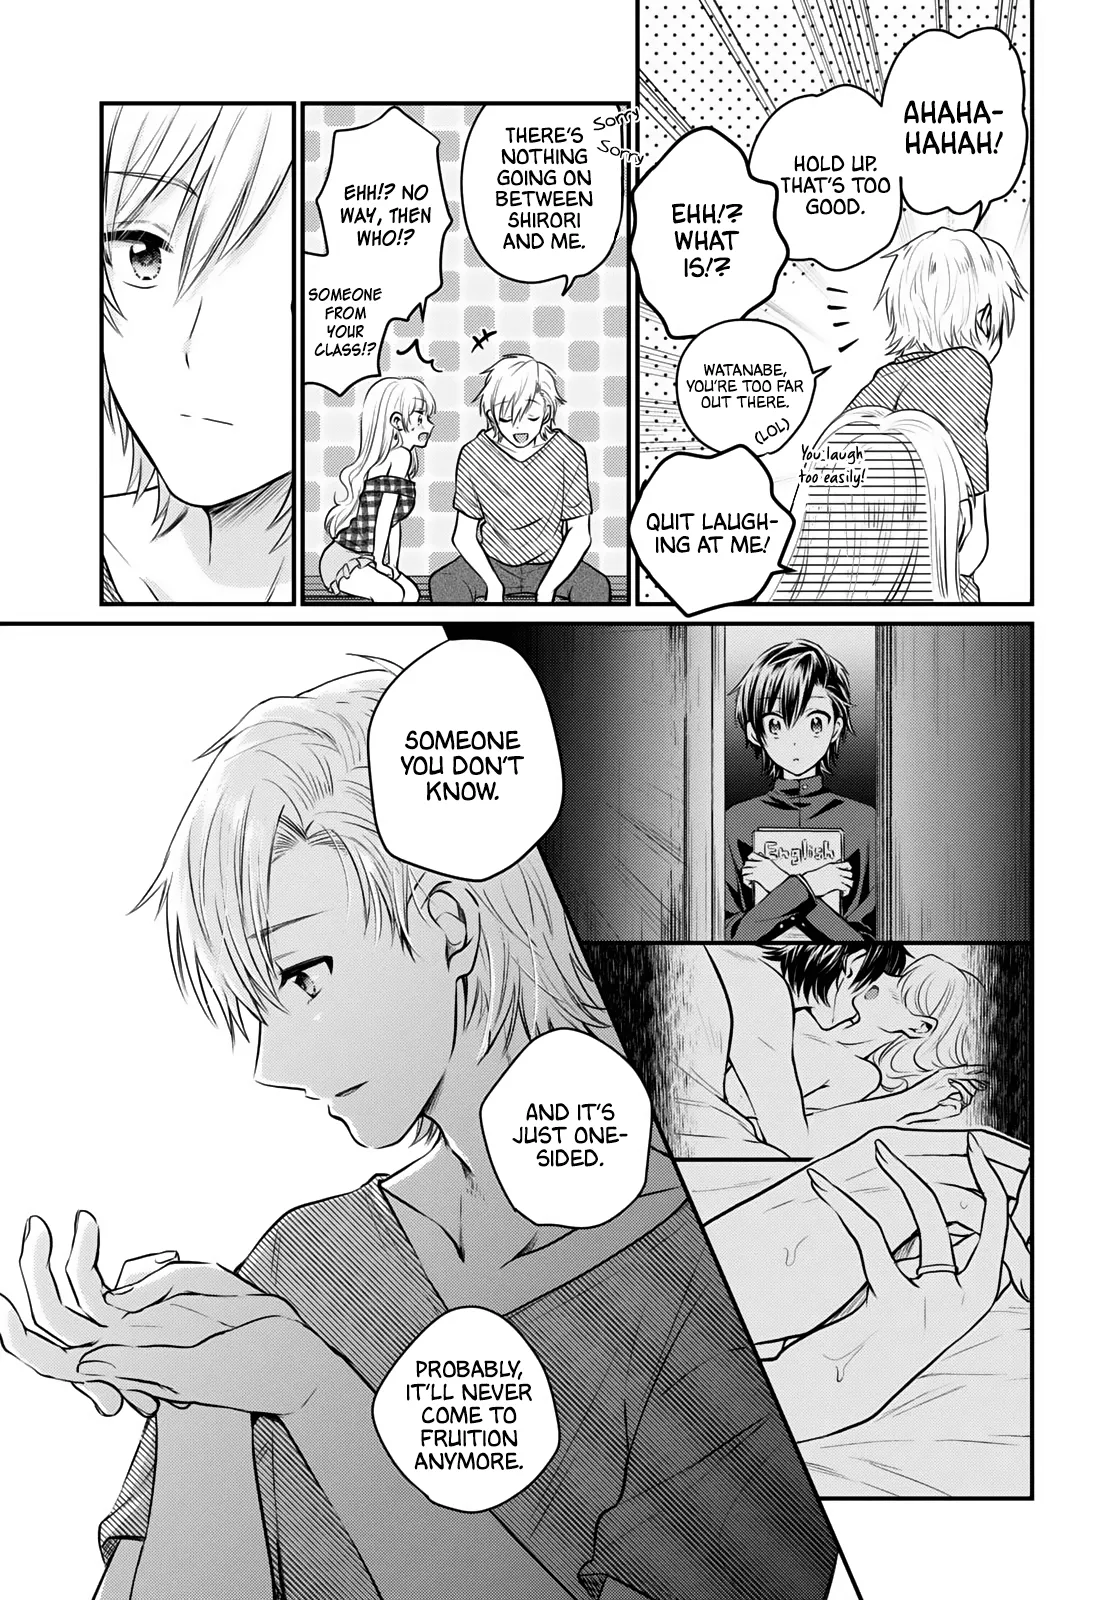 AHAHA-
HAHAH!
HOLD UP.
THAT'S TOO
GOOD.
EHH!?
WHAT
IS!?
WATANABE,
YOU'RE TOO FAR
OUT THERE.
(LOL)
You laugh
too easily!
QUIT LAUGH-
ING AT ME!
Sorry
Sorry
THERE'S
NOTHING
GOING ON
BETWEEN
SHIRORI
AND ME.
EHH!? NO
WAY, THEN
WHO!?
SOMEONE
FROM
YOUR
CLASS!?
English
SOMEONE
YOU DON'T
KNOW.
AND IT'S
JUST ONE-
SIDED.
PROBABLY,
IT'LL NEVER
COME TO
FRUITION
ANYMORE.